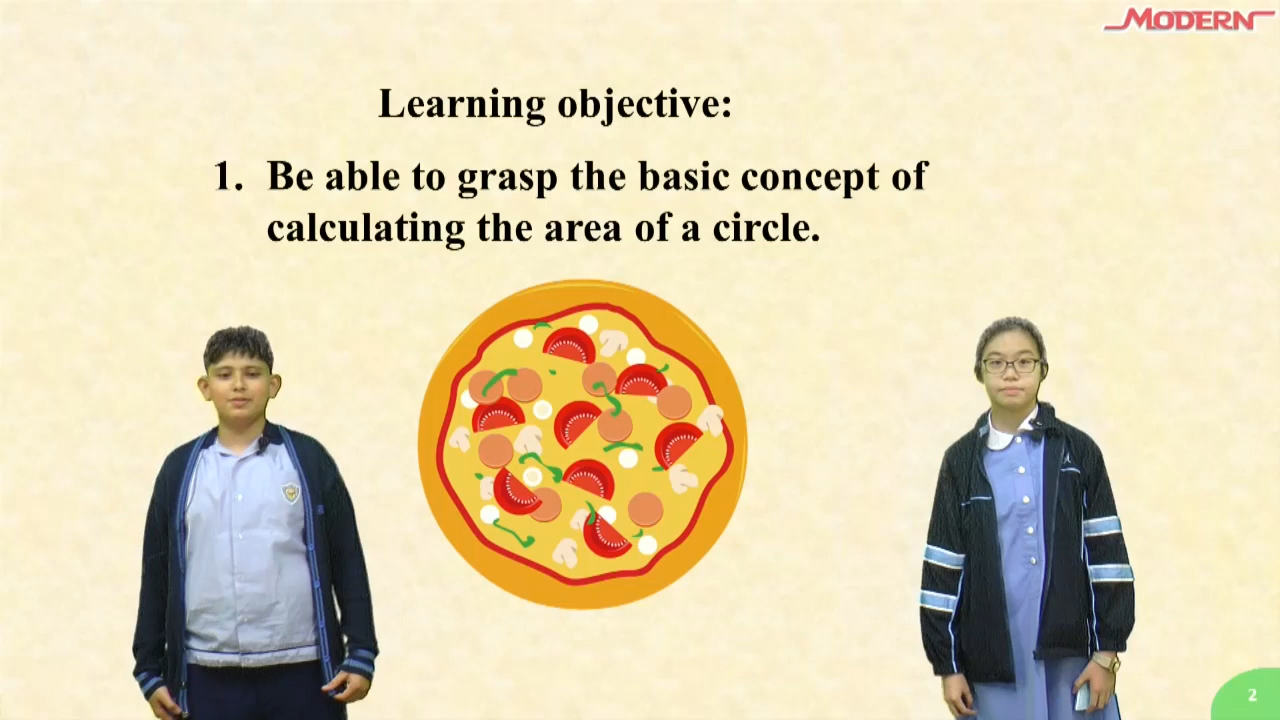 MODERN
Learning objective:
1. Be able to grasp the basic concept of
calculating the area of a circle.
2